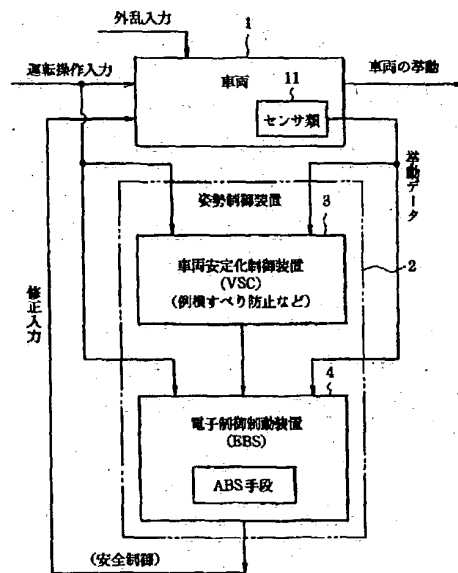 外乱入力
1
運転操作入力
車両
車両の挙動
11
センサ類
挙動データ
姿勢制御装置
3
車両安定化制御装置
(VSC)
(例横すべり防止など)
2
修正入力
4
電子制御制動装置
(EBS)
ABS手段
(安全制御)